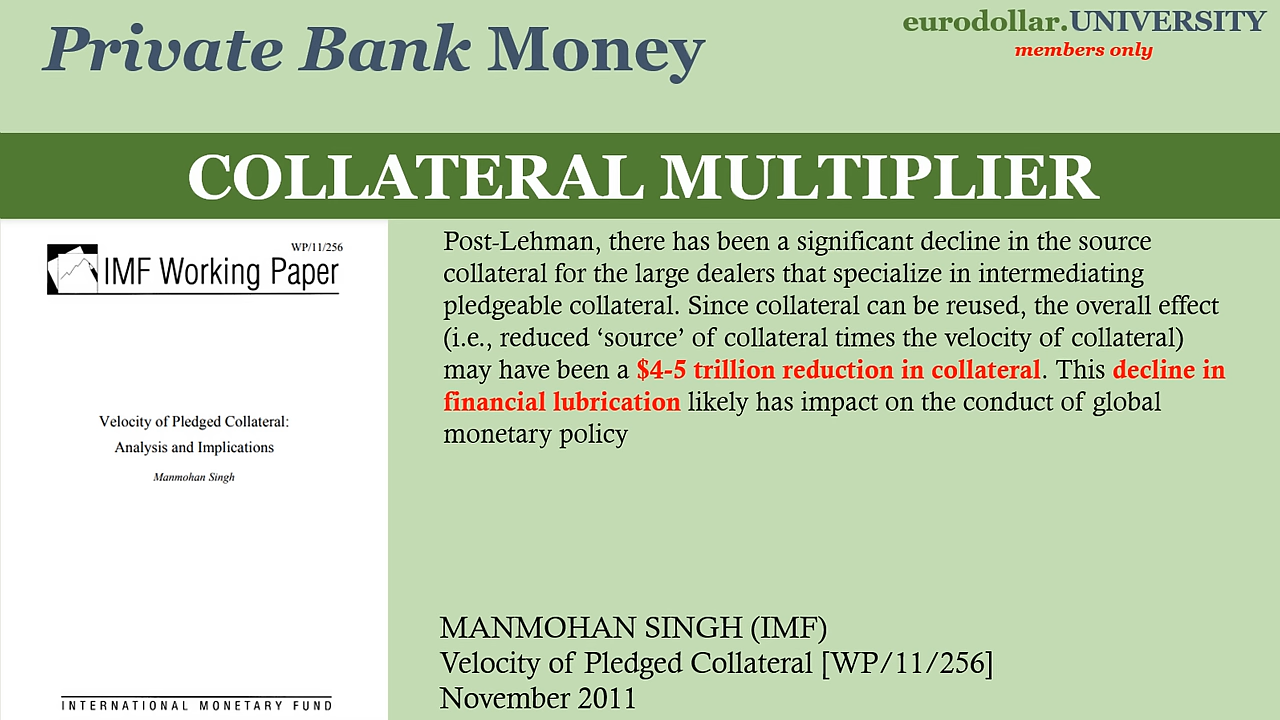 Private Bank Money
eurodollar.UNIVERSITY
members only
COLLATERAL MULTIPLIER
WP/11/256
IMF Working Paper
Velocity of Pledged Collateral:
Analysis and Implications
Manmohan Singh
INTERNATIONAL MONETARY FUND
Post-Lehman, there has been a significant decline in the source
collateral for the large dealers that specialize in intermediating
pledgeable collateral. Since collateral can be reused, the overall effect
(i.e., reduced ‘source’ of collateral times the velocity of collateral)
may have been a $4-5 trillion reduction in collateral. This decline in
financial lubrication likely has impact on the conduct of global
monetary policy
MANMOHAN SINGH (IMF)
Velocity of Pledged Collateral [WP/11/256]
November 2011